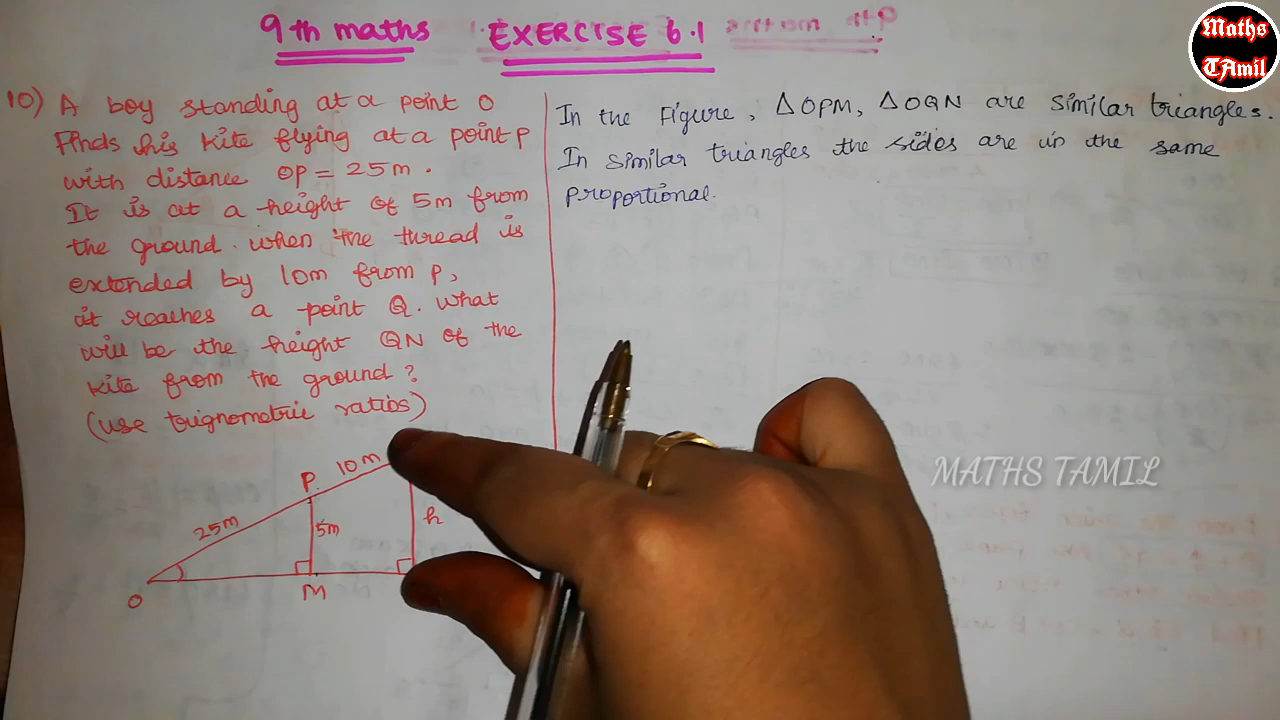 9th maths EXERCISE 6.1
Maths
TAmil
10) A boy standing at a point O
Finds his kite flying at a point P
with distance OP = 25m.
It is at a height of 5m from
the ground. when the thread is
extended by 10m from P,
it reaches a point Q. what
will be the height QN of the
kite from the ground?
(use trignometric ratios)
In the Figure, △OPM, △OQN are similar triangles.
In similar triangles the sides are in the same
proportional.
MATHS TAMIL
10m
P
25m
5m
h
O
M